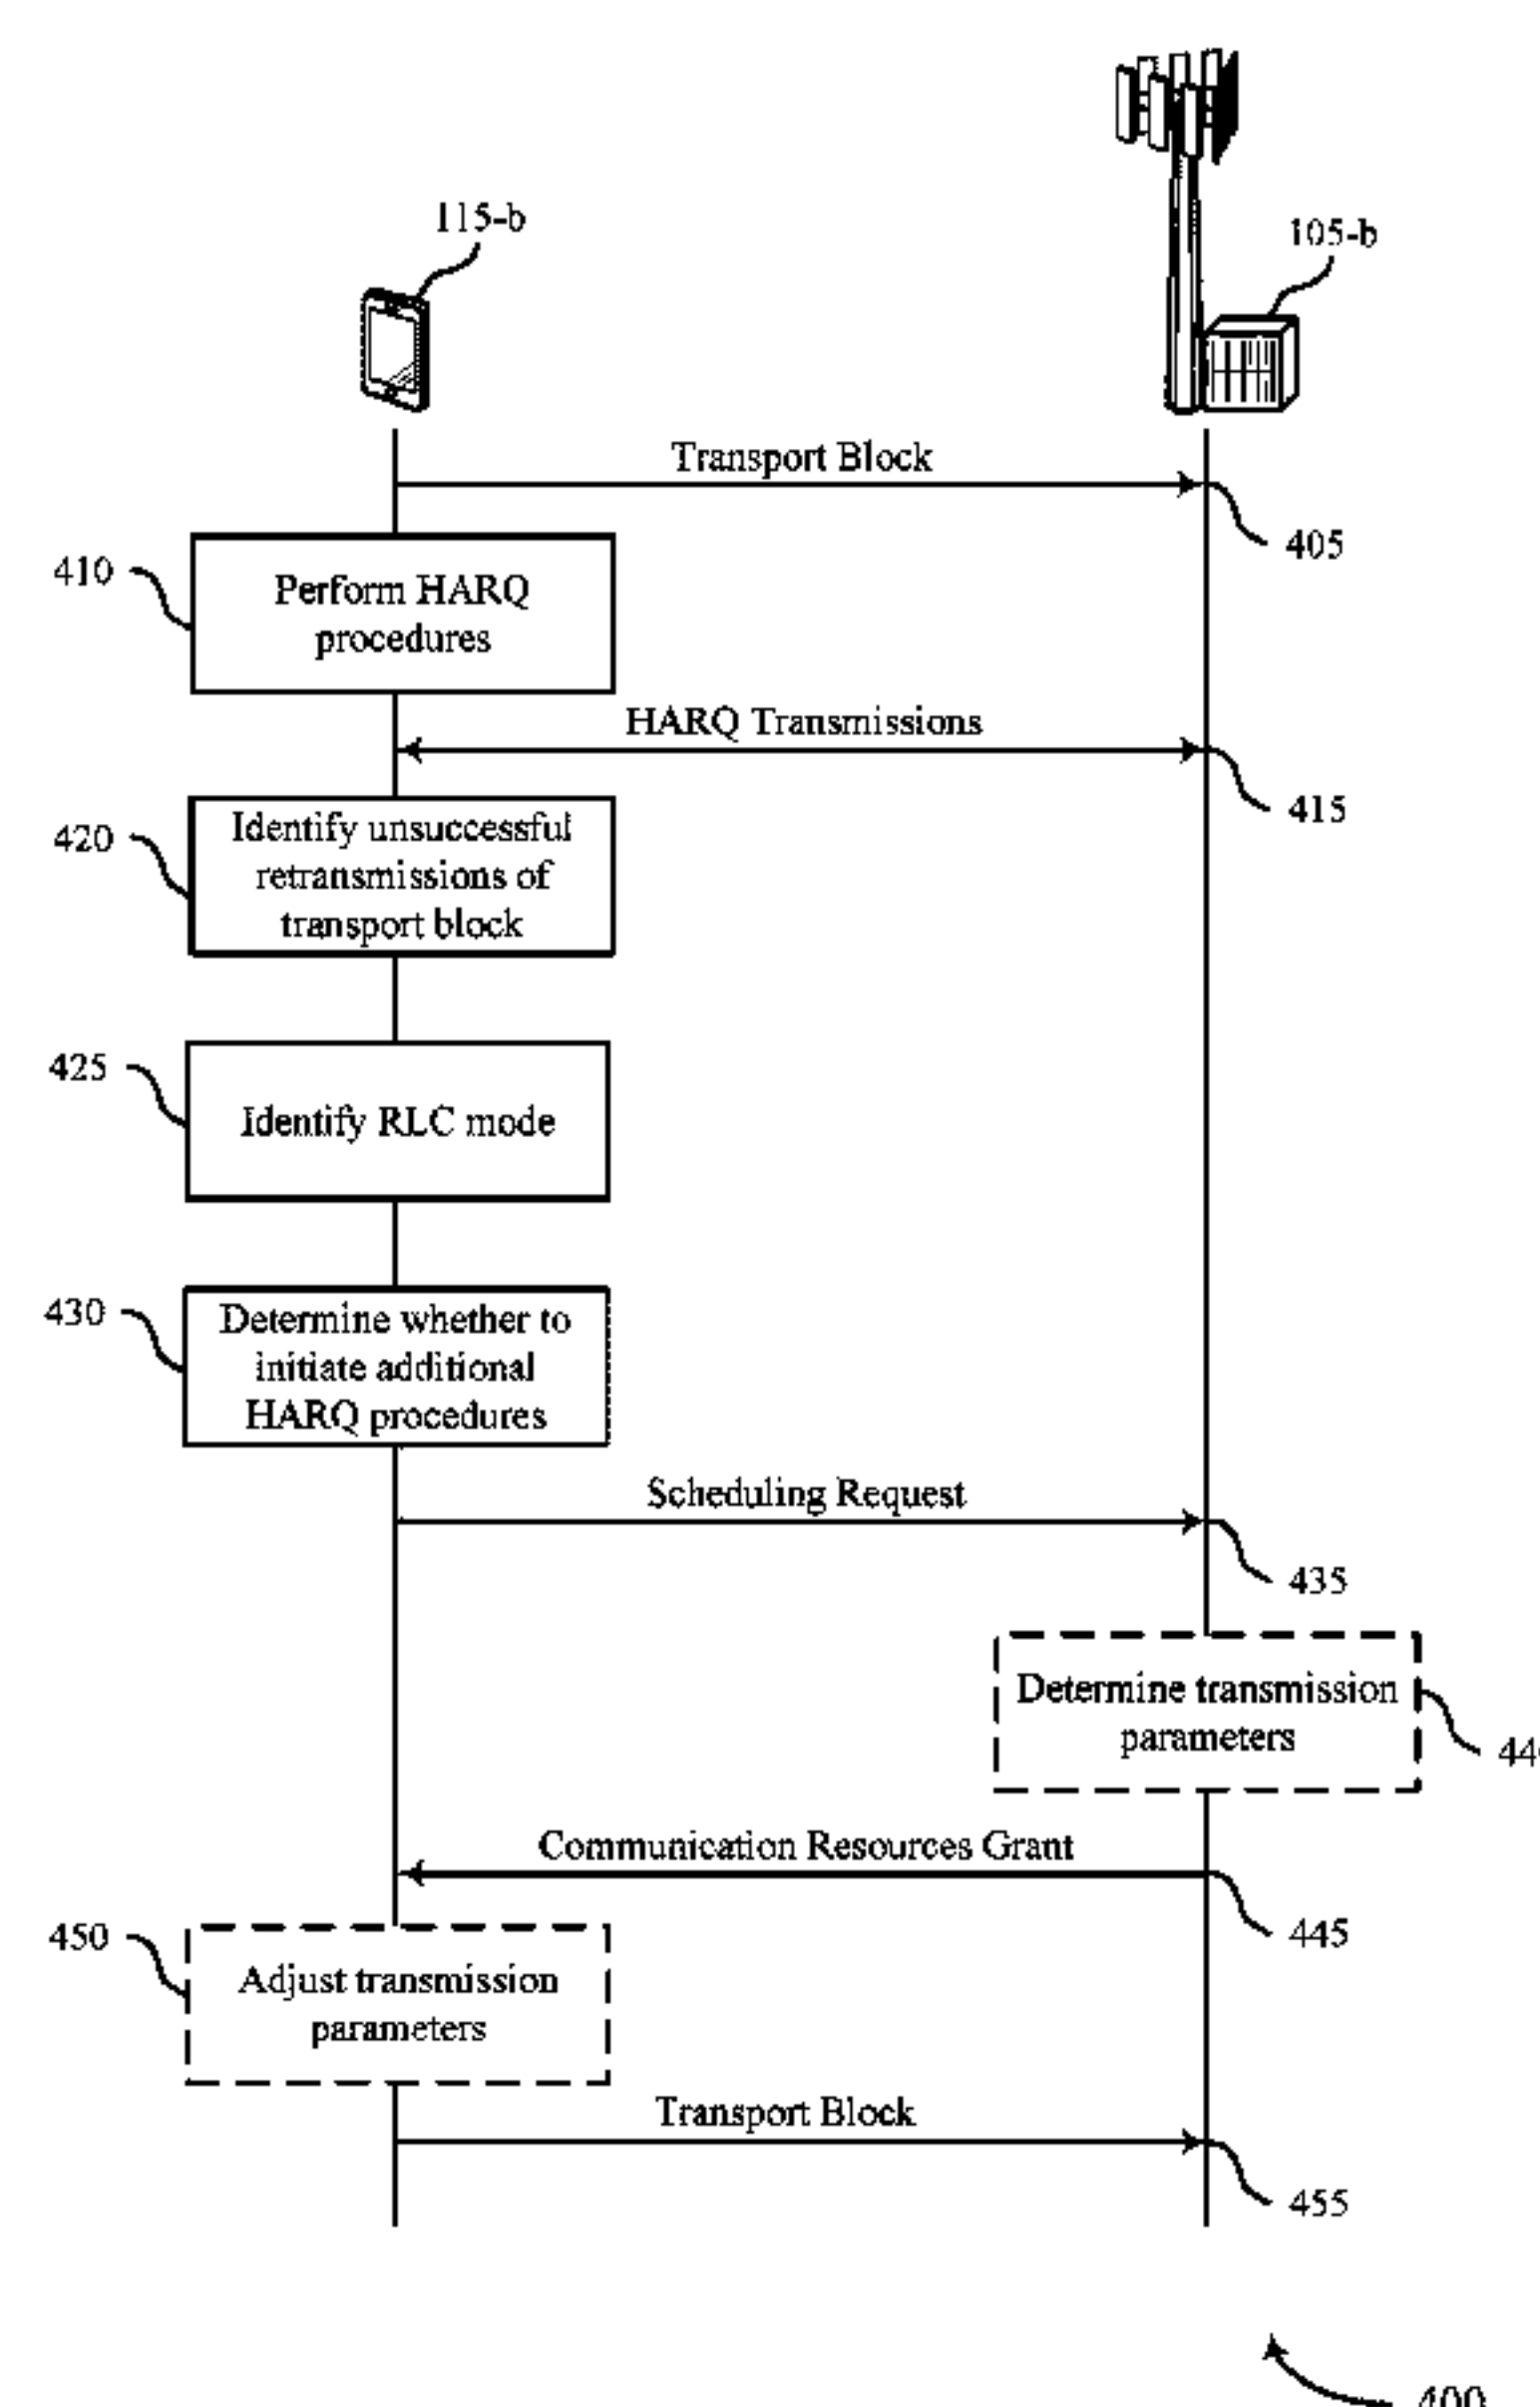 115-b
105-b
Transport Block
405
410
Perform HARQ
procedures
HARQ Transmissions
415
420
Identify unsuccessful
retransmissions of
transport block
425
Identify RLC mode
430
Determine whether to
initiate additional
HARQ procedures
Scheduling Request
435
Determine transmission
parameters
Communication Resources Grant
445
450
Adjust transmission
parameters
Transport Block
455
400